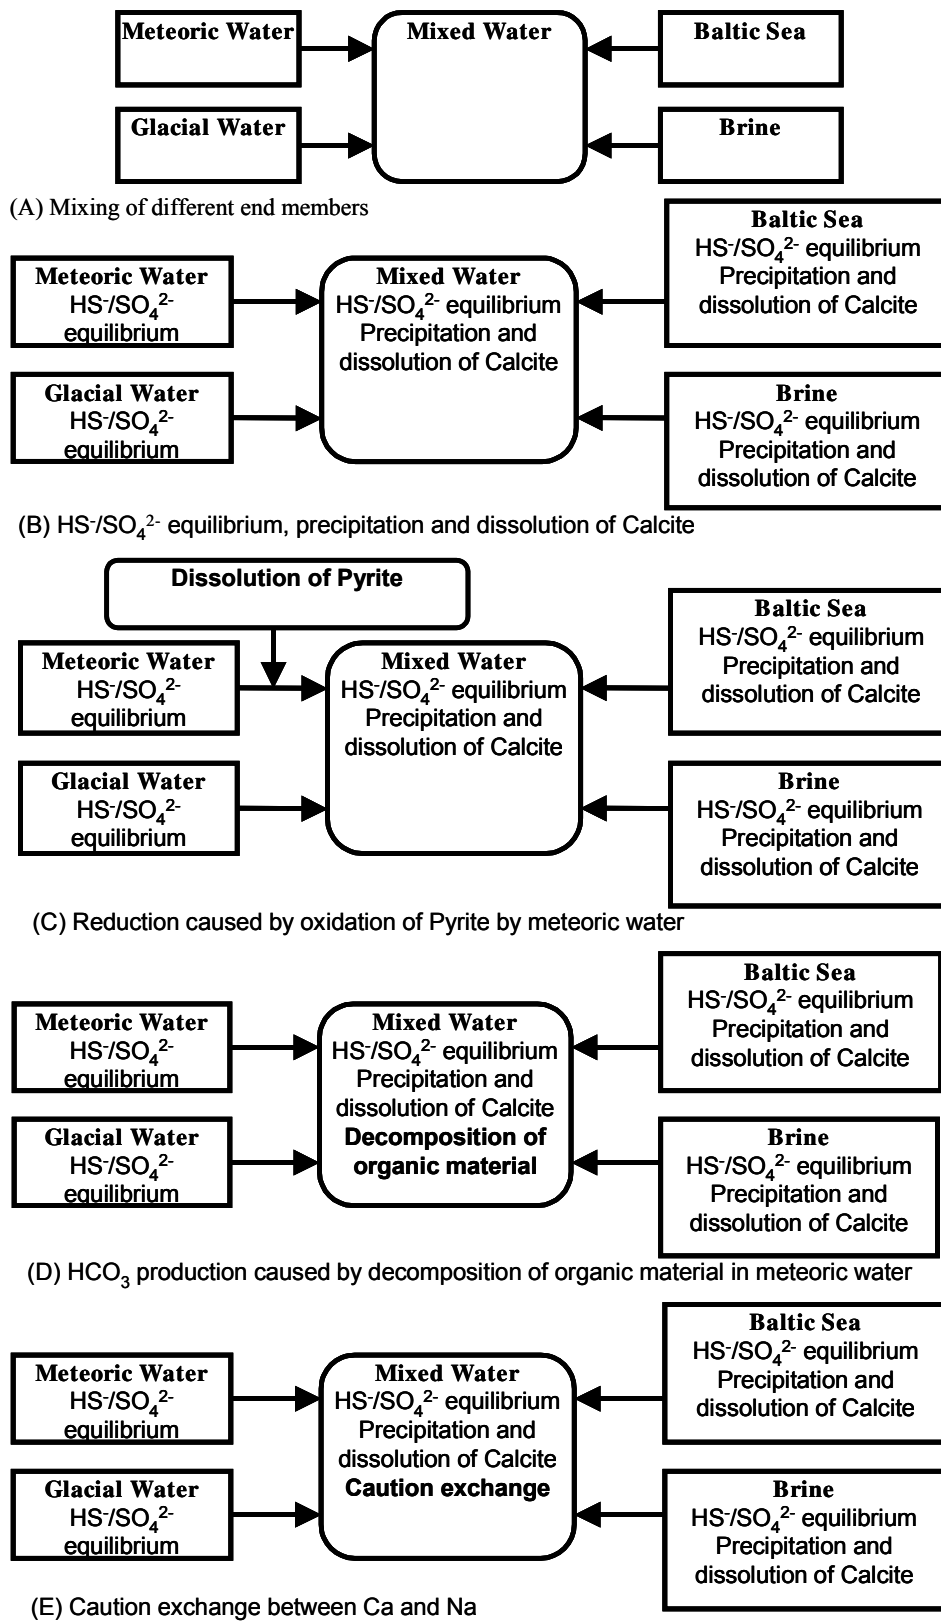 Meteoric Water
Mixed Water
Baltic Sea
Glacial Water
Brine
(A) Mixing of different end members
Baltic Sea
HS⁻/SO₄²⁻ equilibrium
Precipitation and
dissolution of Calcite
Meteoric Water
HS⁻/SO₄²⁻
equilibrium
Mixed Water
HS⁻/SO₄²⁻ equilibrium
Precipitation and
dissolution of Calcite
Glacial Water
HS⁻/SO₄²⁻
equilibrium
Brine
HS⁻/SO₄²⁻ equilibrium
Precipitation and
dissolution of Calcite
(B) HS⁻/SO₄²⁻ equilibrium, precipitation and dissolution of Calcite
Dissolution of Pyrite
Baltic Sea
HS⁻/SO₄²⁻ equilibrium
Precipitation and
dissolution of Calcite
Meteoric Water
HS⁻/SO₄²⁻
equilibrium
Mixed Water
HS⁻/SO₄²⁻ equilibrium
Precipitation and
dissolution of Calcite
Glacial Water
HS⁻/SO₄²⁻
equilibrium
Brine
HS⁻/SO₄²⁻ equilibrium
Precipitation and
dissolution of Calcite
(C) Reduction caused by oxidation of Pyrite by meteoric water
Baltic Sea
HS⁻/SO₄²⁻ equilibrium
Precipitation and
dissolution of Calcite
Meteoric Water
HS⁻/SO₄²⁻
equilibrium
Mixed Water
HS⁻/SO₄²⁻ equilibrium
Precipitation and
dissolution of Calcite
Decomposition of
organic material
Glacial Water
HS⁻/SO₄²⁻
equilibrium
Brine
HS⁻/SO₄²⁻ equilibrium
Precipitation and
dissolution of Calcite
(D) HCO₃ production caused by decomposition of organic material in meteoric water
Baltic Sea
HS⁻/SO₄²⁻ equilibrium
Precipitation and
dissolution of Calcite
Meteoric Water
HS⁻/SO₄²⁻
equilibrium
Mixed Water
HS⁻/SO₄²⁻ equilibrium
Precipitation and
dissolution of Calcite
Caution exchange
Glacial Water
HS⁻/SO₄²⁻
equilibrium
Brine
HS⁻/SO₄²⁻ equilibrium
Precipitation and
dissolution of Calcite
(E) Caution exchange between Ca and Na